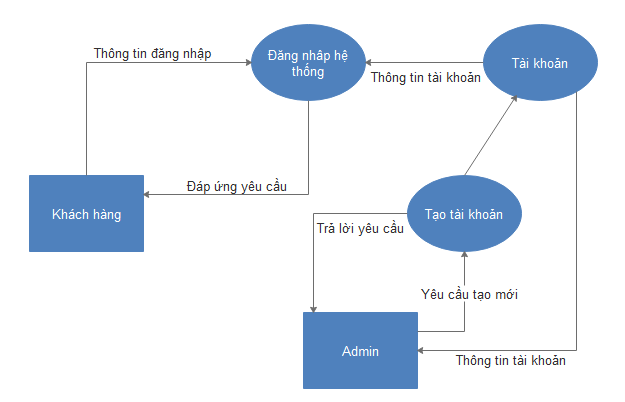 Thông tin đăng nhập
Đăng nhâp hệ
thống
Tài khoản
Thông tin tài khoản
Đáp ứng yêu cầu
Khách hàng
Tạo tài khoản
Trả lời yêu cầu
Yêu cầu tạo mới
Admin
Thông tin tài khoản